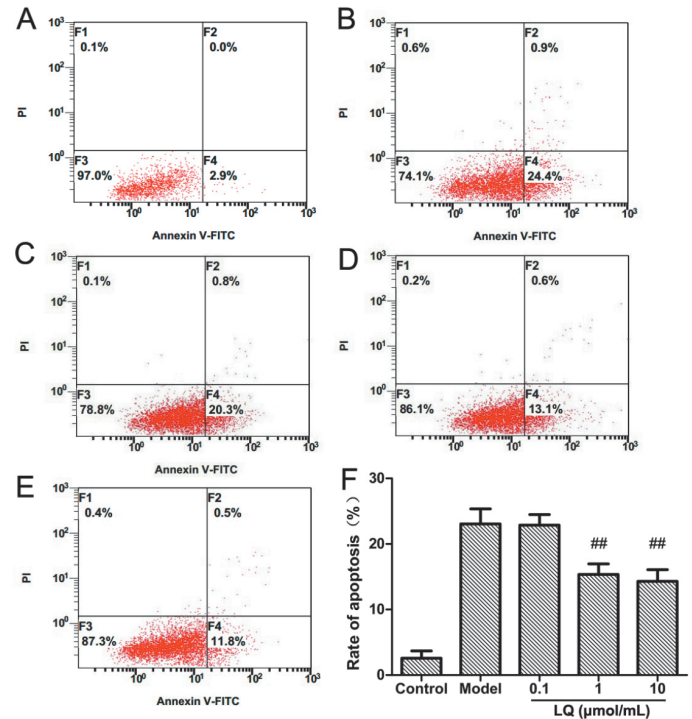 A
B
F1
0.1%
F2
0.0%
F3
97.0%
F4
2.9%
PI
10³
10²
10¹
10⁰
10⁰ 10¹ 10² 10³
Annexin V-FITC
F1
0.6%
F2
0.9%
F3
74.1%
F4
24.4%
PI
10³
10²
10¹
10⁰
10⁰ 10¹ 10² 10³
Annexin V-FITC
C
D
F1
0.1%
F2
0.8%
F3
78.8%
F4
20.3%
PI
10³
10²
10¹
10⁰
10⁰ 10¹ 10² 10³
Annexin V-FITC
F1
0.2%
F2
0.6%
F3
86.1%
F4
13.1%
PI
10³
10²
10¹
10⁰
10⁰ 10¹ 10² 10³
Annexin V-FITC
E
F1
0.4%
F2
0.5%
F3
87.3%
F4
11.8%
PI
10³
10²
10¹
10⁰
10⁰ 10¹ 10² 10³
Annexin V-FITC
F
Rate of apoptosis（%）
30
20
10
0
## ##
Control Model 0.1 1 10
LQ (μmol/mL)